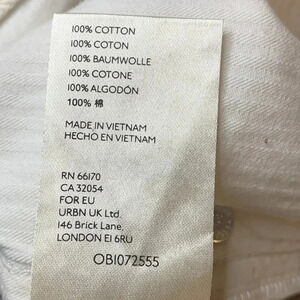 100% COTTON
100% COTON
100% BAUMWOLLE
100% COTONE
100% ALGODÓN
100% 棉
MADE IN VIETNAM
HECHO EN VIETNAM
RN 66170
CA 32054
FOR EU
URBN UK Ltd.
146 Brick Lane,
LONDON E1 6RU
OB1072555